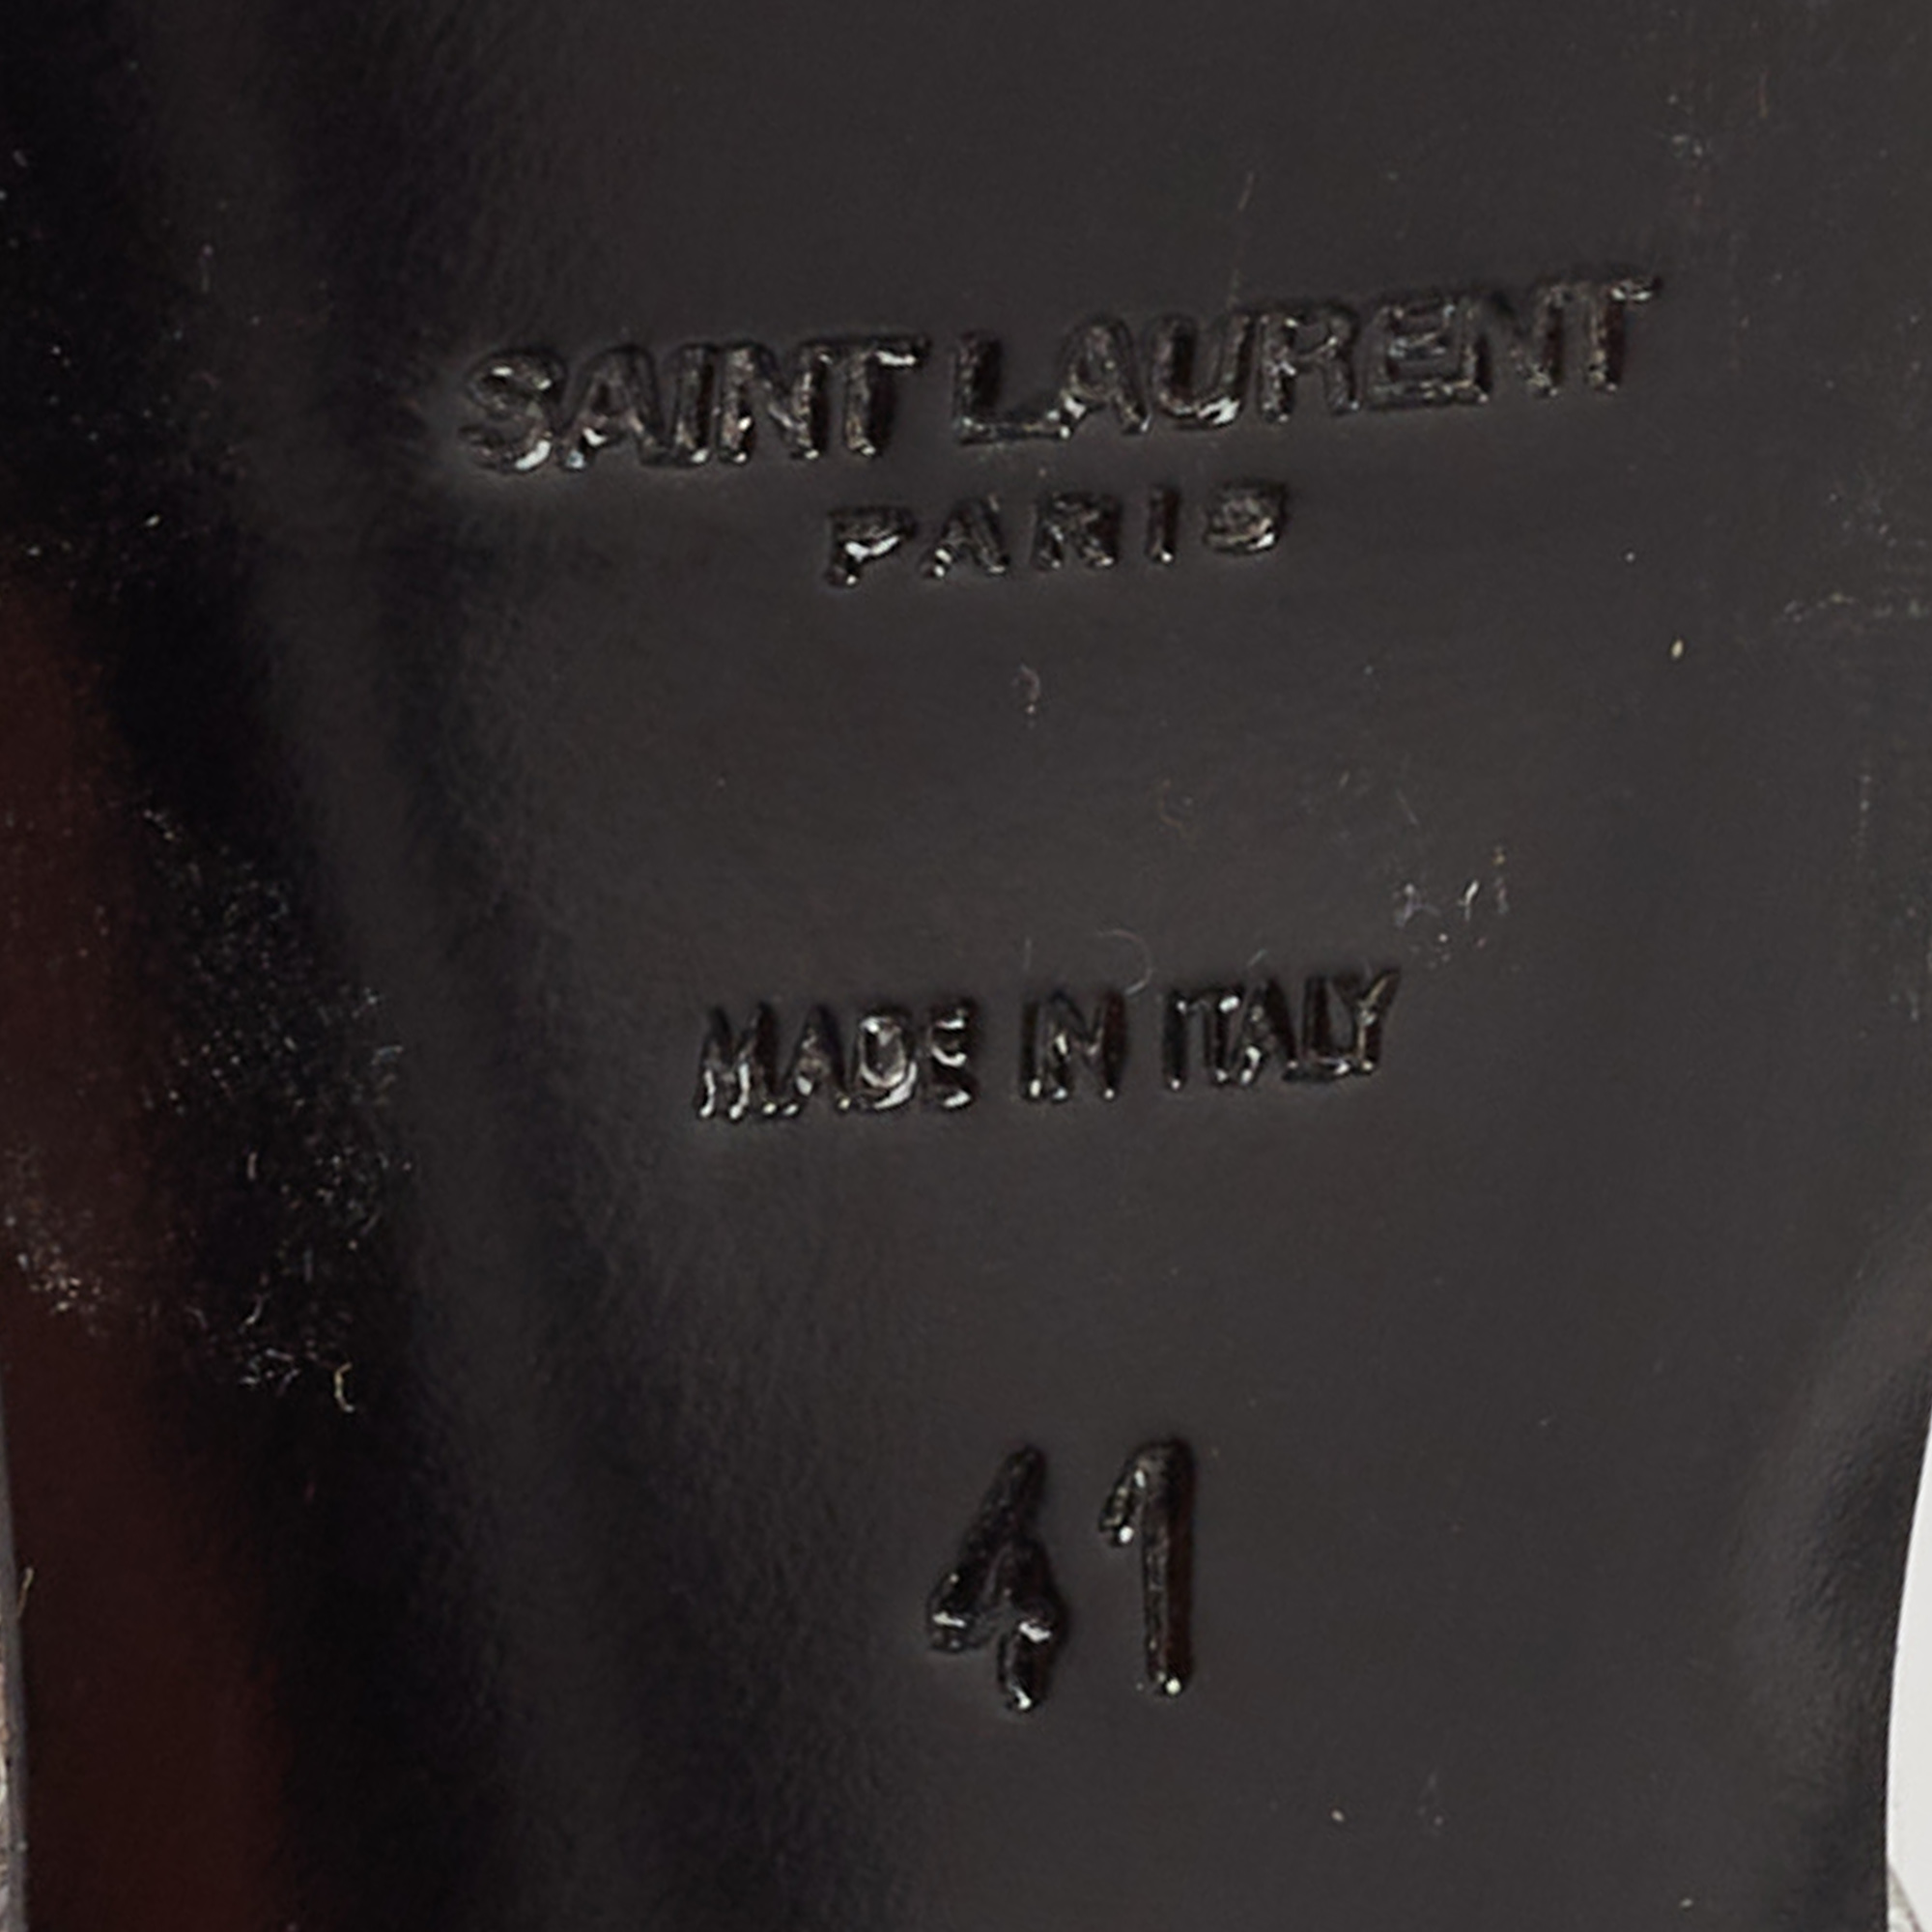 SAINT LAURENT
PARIS
MADE IN ITALY
41